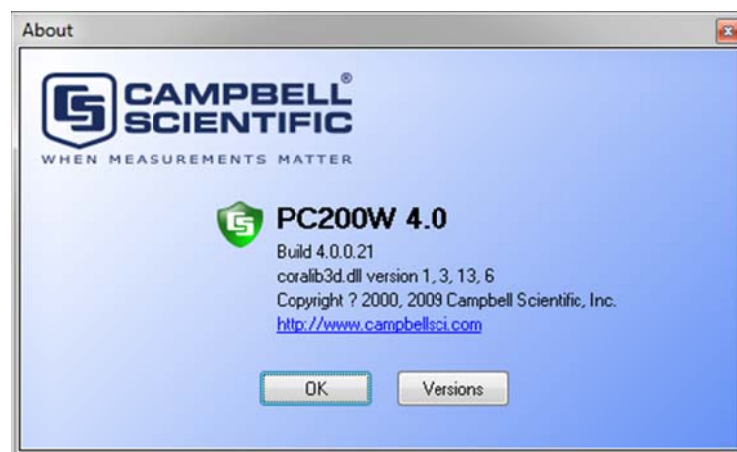 About
CAMPBELL®
SCIENTIFIC
WHEN MEASUREMENTS MATTER
PC200W 4.0
Build 4.0.0.21
coralib3d.dll version 1, 3, 13, 6
Copyright ? 2000, 2009 Campbell Scientific, Inc.
http://www.campbellsci.com
OK
Versions